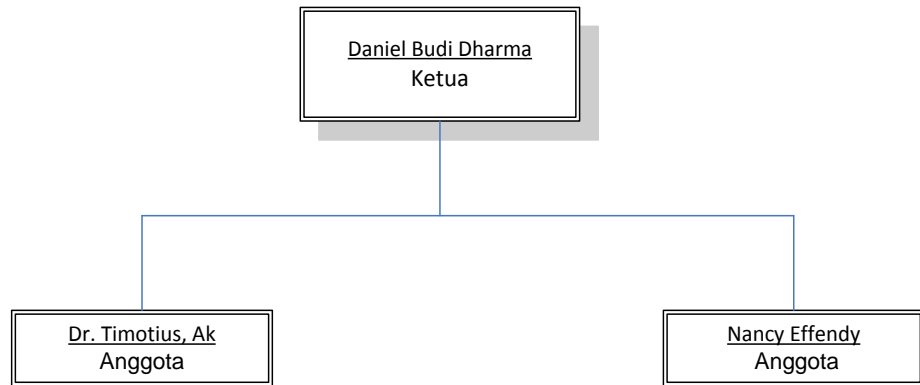 Daniel Budi Dharma
Ketua
Dr. Timotius, Ak
Anggota
Nancy Effendy
Anggota